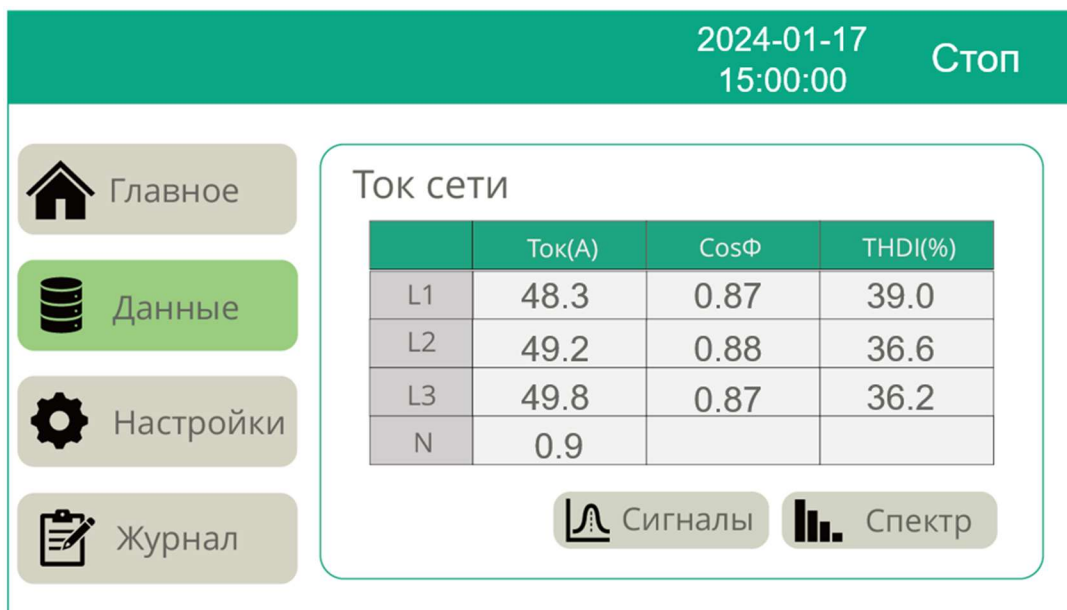 2024-01-17
15:00:00
Стоп
Главное
Данные
Настройки
Журнал
Ток сети
Ток(А) CosФ THDI(%)
L1 48.3 0.87 39.0
L2 49.2 0.88 36.6
L3 49.8 0.87 36.2
N 0.9
Сигналы
Спектр